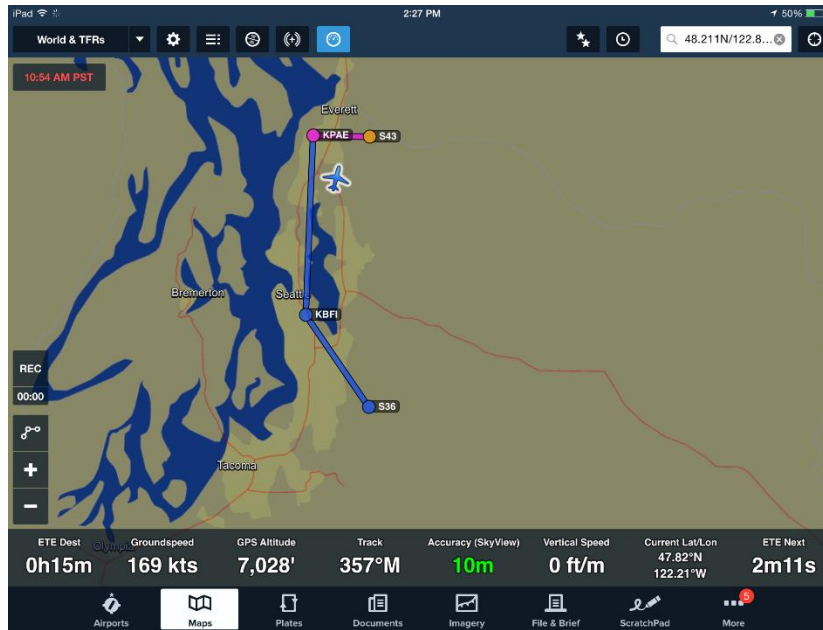 iPad
2:27 PM
50%
World & TFRs
48.211N/122.8...
10:54 AM PST
Everett
KPAE
S43
Bremerton
KBFI
S36
REC
00:00
Tacoma
ETE Dest
Groundspeed
GPS Altitude
Track
Accuracy (SkyView)
Vertical Speed
Current Lat/Lon
ETE Next
0h15m
169 kts
7,028'
357°M
10m
0 ft/m
47.82°N
122.21°W
2m11s
5
Airports
Maps
Plates
Documents
Imagery
File & Brief
ScratchPad
More